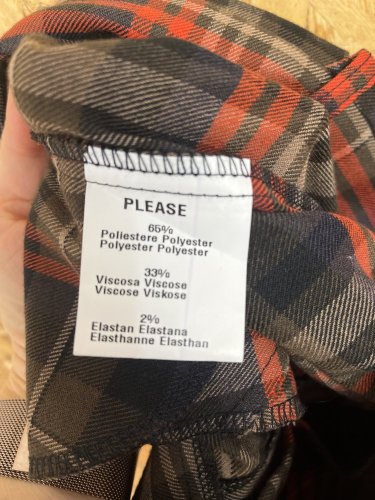 PLEASE
65%
Poliestere Polyester
Polyester Polyester
33%
Viscosa Viscose
Viscose Viskose
2%
Elastan Elastana
Elasthanne Elasthan